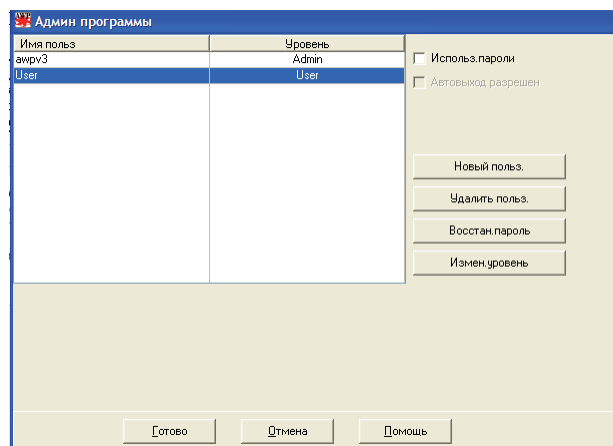 Админ программы
Имя польз Уровень
awpv3 Admin
User User
Использ.пароли
Автовыход разрешен
Новый польз.
Удалить польз.
Восстан.пароль
Измен.уровень
Готово Отмена Помощь